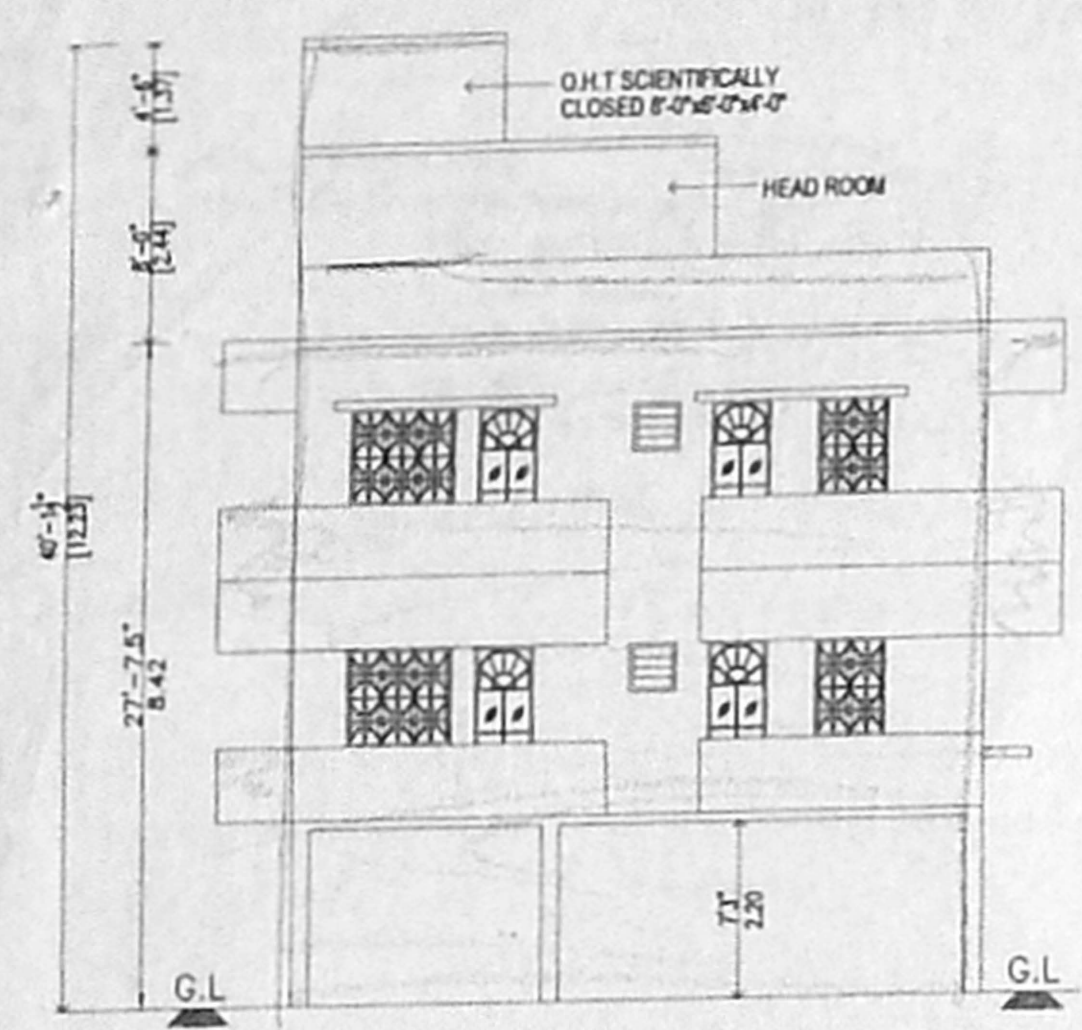 O.H.T SCIENTIFICALLY
CLOSED 8'-0"x6'-0"x4'-0"
HEAD ROOM
4'-6"
[1.37]
8'-0"
[2.44]
40'-1½"
[12.23]
27'-7.5"
8.42
7'3"
2.20
G.L
G.L